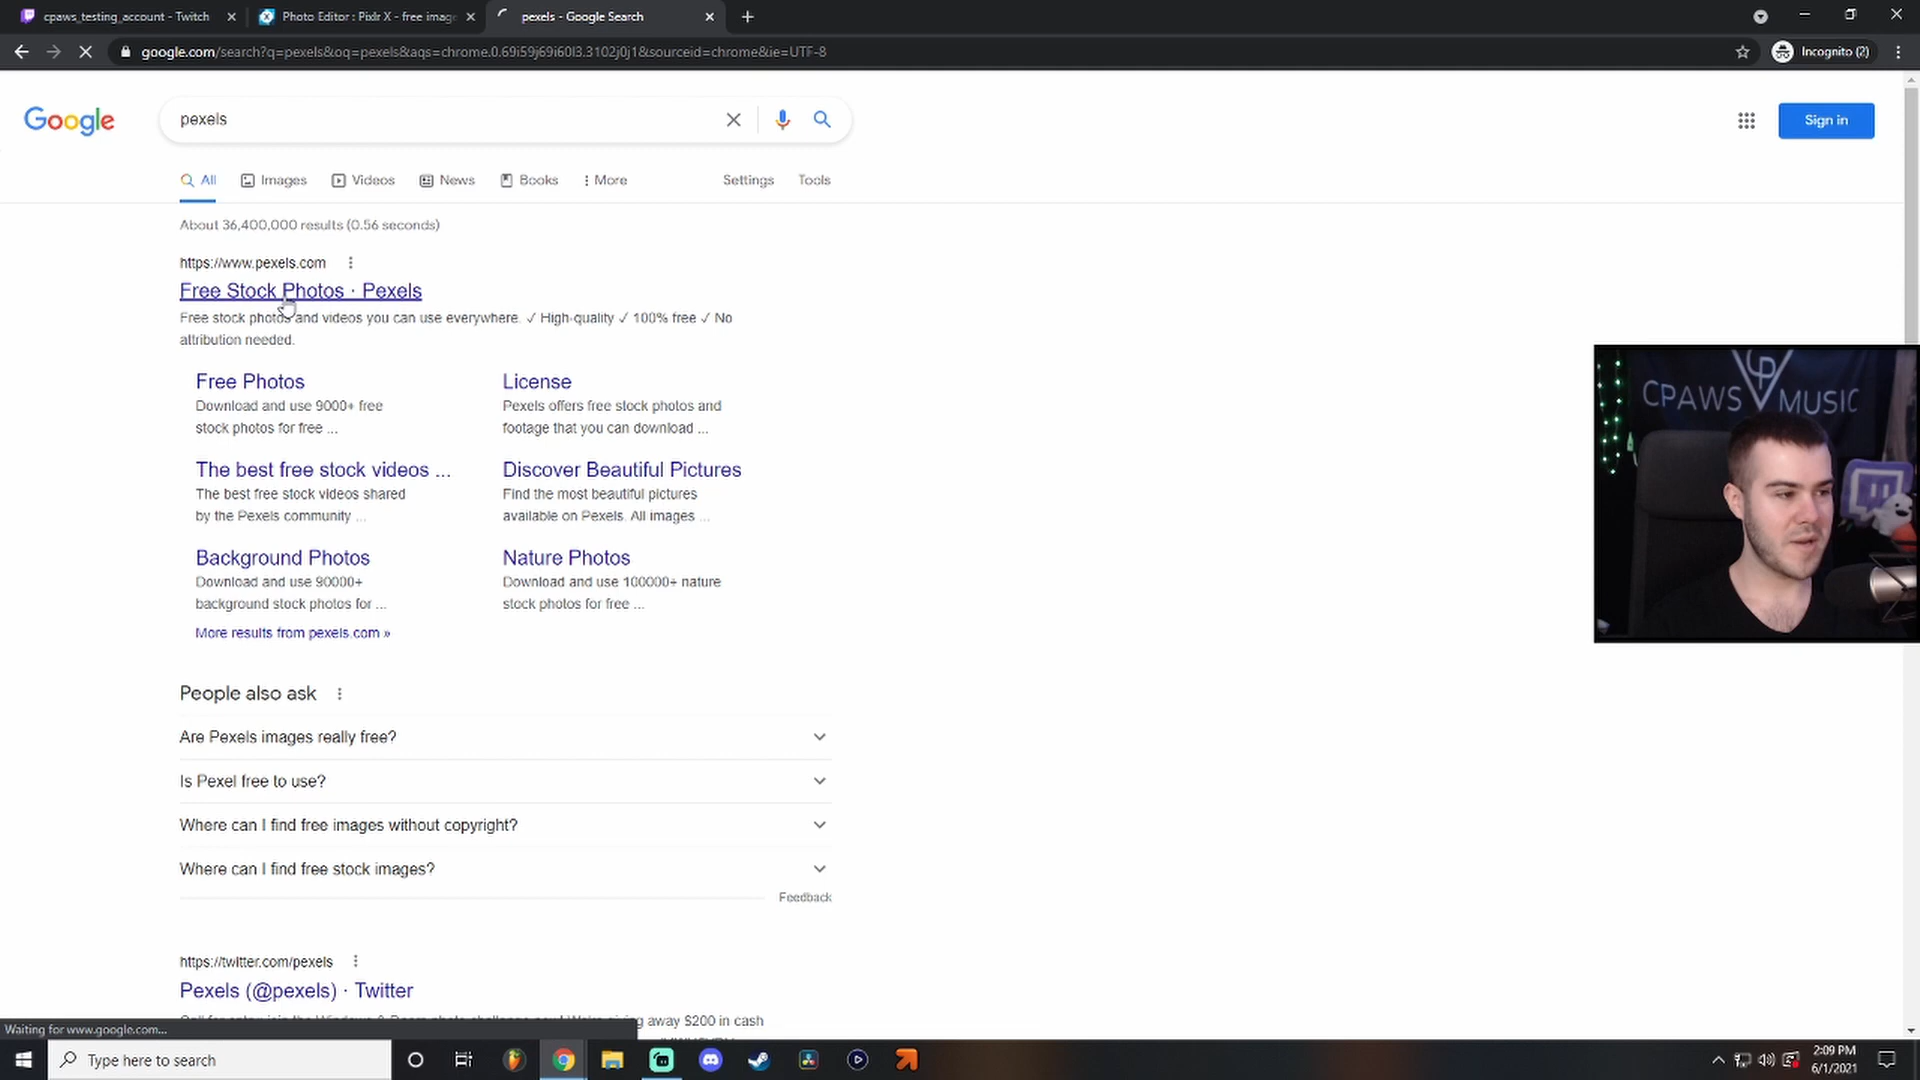 cpaws_testing_account - Twitch
Photo Editor : Pixlr X - free image
pexels - Google Search
google.com/search?q=pexels&oq=pexels&aqs=chrome.0.69i59j69i60l3.3102j0j1&sourceid=chrome&ie=UTF-8
Incognito (2)
Google
pexels
Sign in
All
Images
Videos
News
Books
More
Settings
Tools
About 36,400,000 results (0.56 seconds)
https://www.pexels.com
Free Stock Photos · Pexels
Free stock photos and videos you can use everywhere. ✓ High-quality ✓ 100% free ✓ No
attribution needed.
Free Photos
Download and use 9000+ free
stock photos for free ...
License
Pexels offers free stock photos and
footage that you can download ...
The best free stock videos ...
The best free stock videos shared
by the Pexels community ...
Discover Beautiful Pictures
Find the most beautiful pictures
available on Pexels. All images ...
Background Photos
Download and use 90000+
background stock photos for ...
Nature Photos
Download and use 100000+ nature
stock photos for free ...
More results from pexels.com »
CPAWS MUSIC
People also ask
Are Pexels images really free?
Is Pexel free to use?
Where can I find free images without copyright?
Where can I find free stock images?
Feedback
https://twitter.com/pexels
Pexels (@pexels) · Twitter
away $200 in cash
Waiting for www.google.com...
Type here to search
2:09 PM
6/1/2021